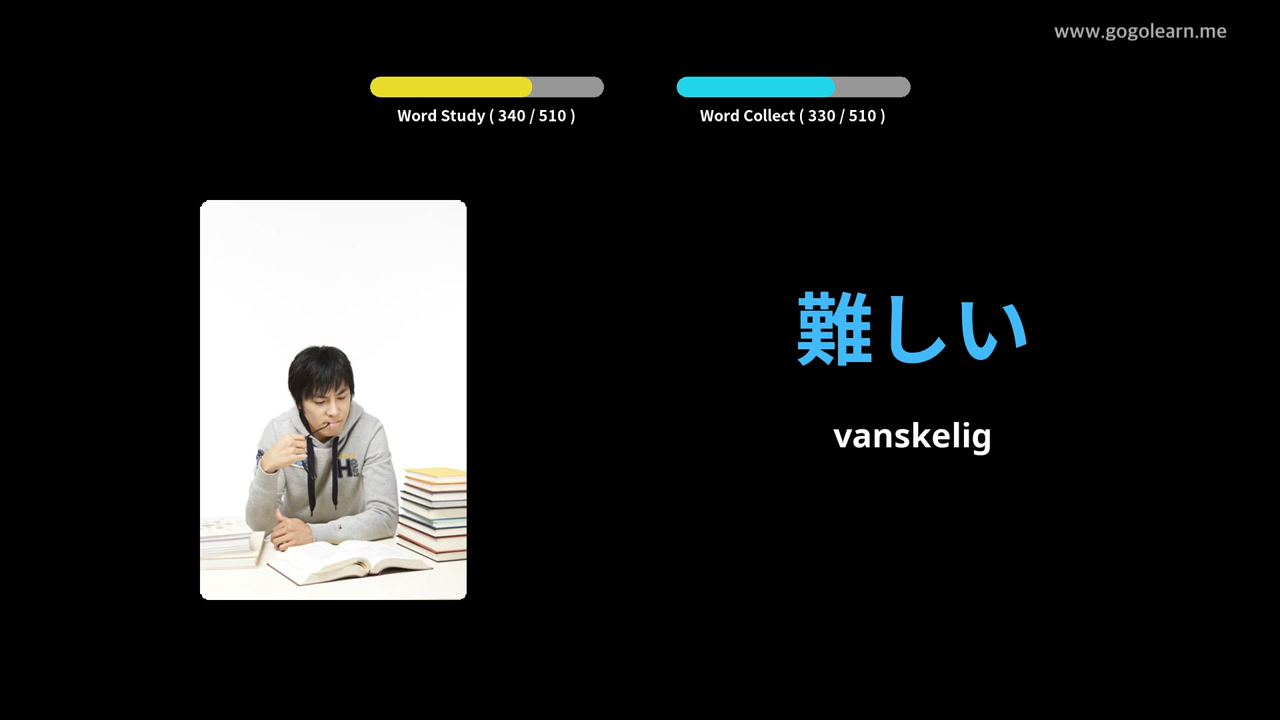 www.gogolearn.me
Word Study ( 340 / 510 )
Word Collect ( 330 / 510 )
難しい
vanskelig
H